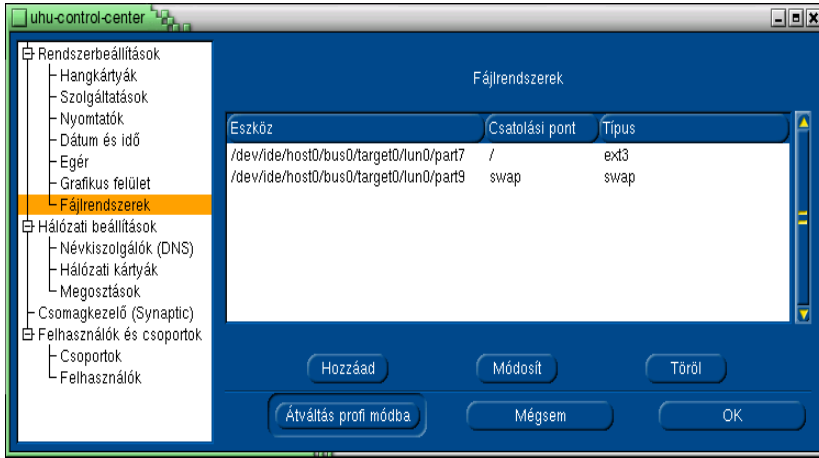 uhu-control-center
Rendszerbeállítások
Hangkártyák
Szolgáltatások
Nyomtatók
Dátum és idő
Egér
Grafikus felület
Fájlrendszerek
Hálózati beállítások
Névkiszolgálók (DNS)
Hálózati kártyák
Megosztások
Csomagkezelő (Synaptic)
Felhasználók és csoportok
Csoportok
Felhasználók
Fájlrendszerek
Eszköz Csatolási pont Típus
/dev/ide/host0/bus0/target0/lun0/part7 / ext3
/dev/ide/host0/bus0/target0/lun0/part9 swap swap
Hozzáad Módosít Töröl
Átváltás profi módba Mégsem OK